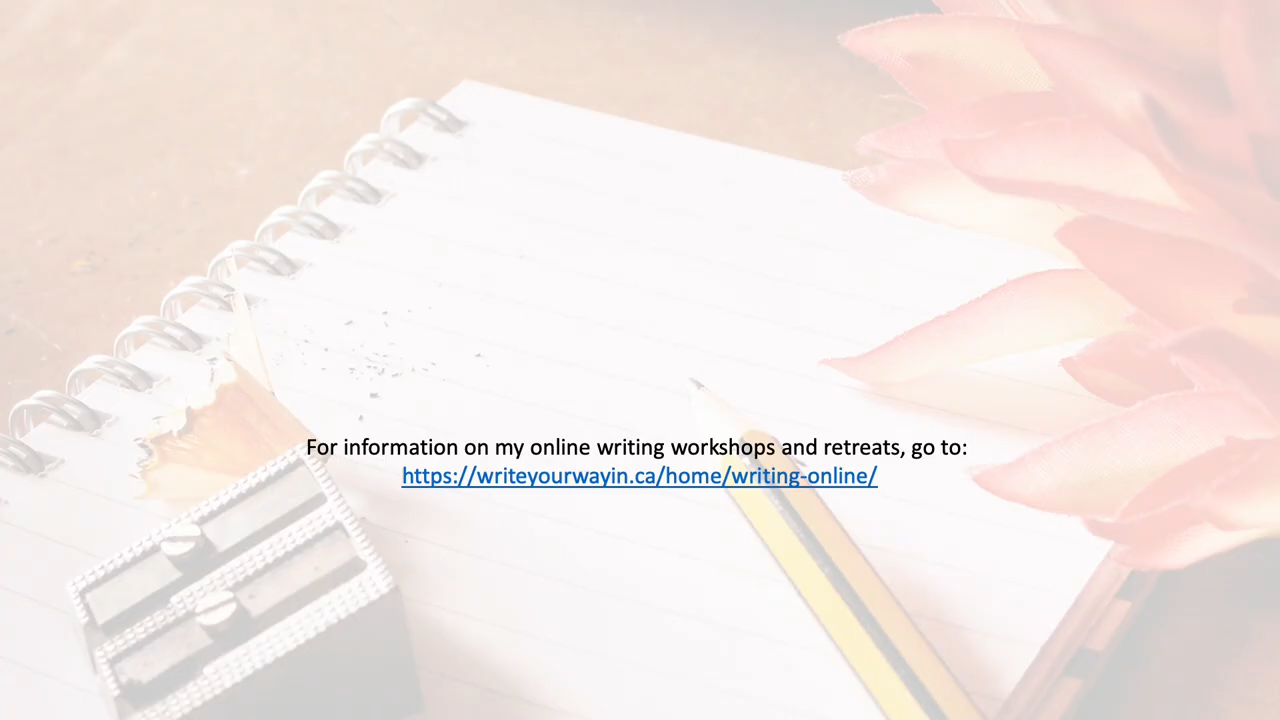 For information on my online writing workshops and retreats, go to:
https://writeyourwayin.ca/home/writing-online/